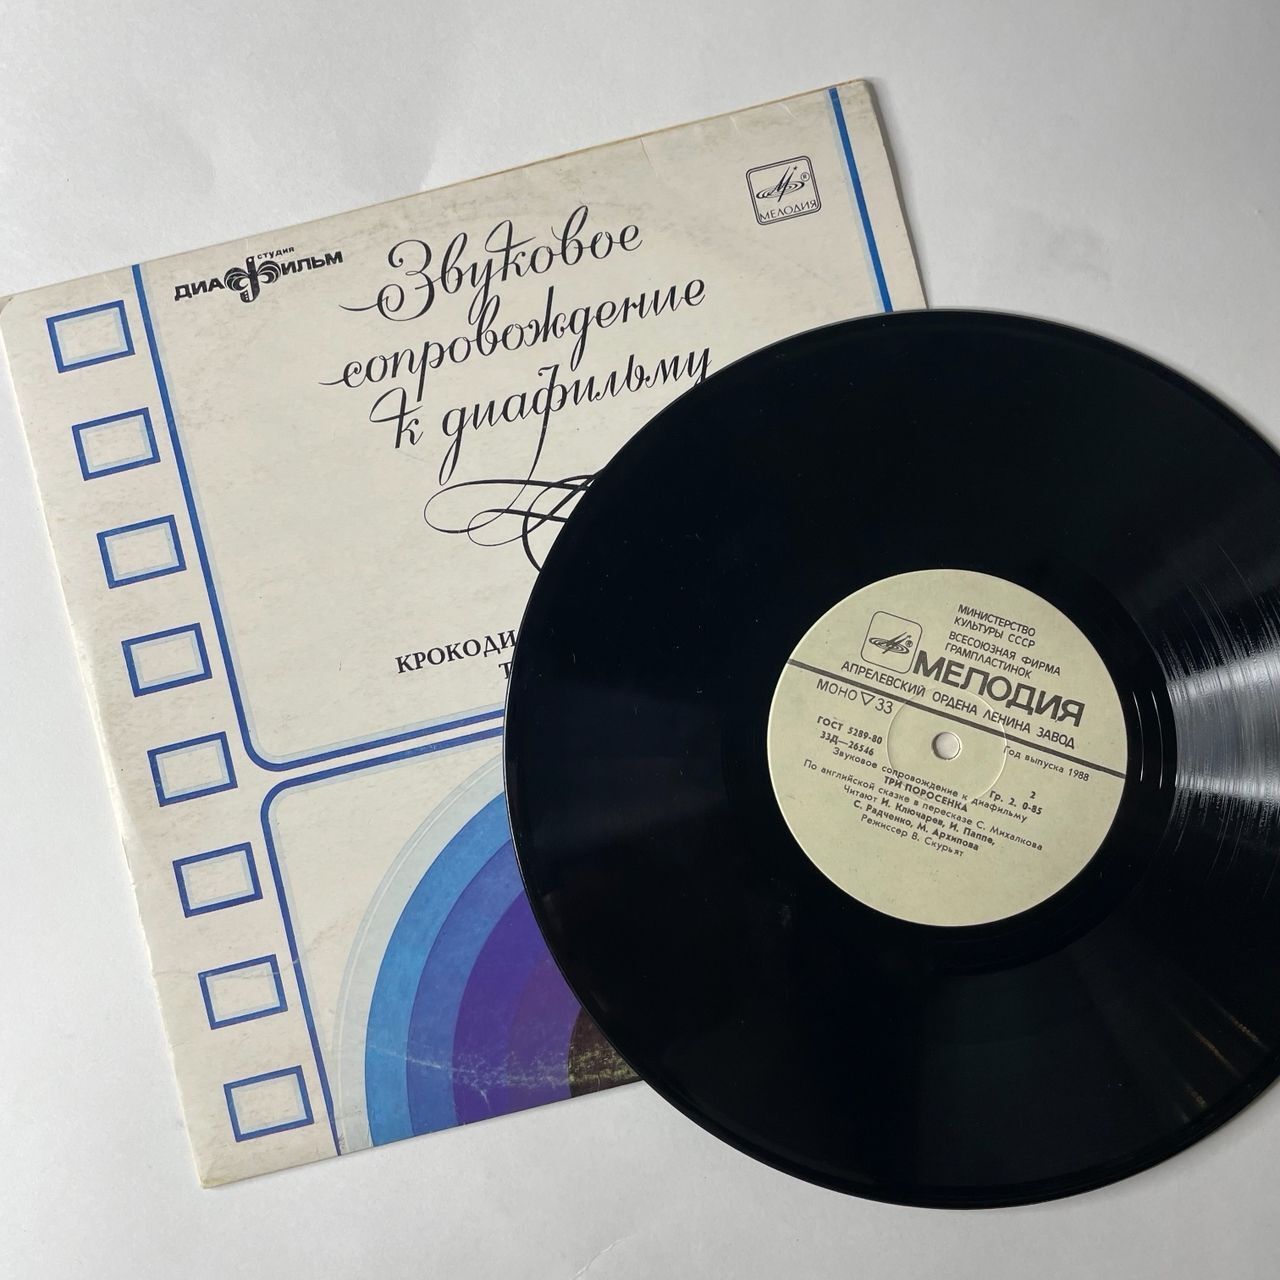 студия
ДИАФИЛЬМ
Звуковое
сопровождение
к диафильму
МЕЛОДИЯ
КРОКОДИ
МИНИСТЕРСТВО
КУЛЬТУРЫ СССР
ВСЕСОЮЗНАЯ ФИРМА
ГРАМПЛАСТИНОК
МЕЛОДИЯ
АПРЕЛЕВСКИЙ ОРДЕНА ЛЕНИНА ЗАВОД
МОНО 33
Год выпуска 1988
ГОСТ 5289-80
33Д—26546
2
Гр. 2. 0-85
Звуковое сопровождение к диафильму
ТРИ ПОРОСЕНКА
По английской сказке в пересказе С. Михалкова
Читают И. Ключарев, И. Паппе,
С. Радченко, М. Архипова
Режиссер В. Скурьят